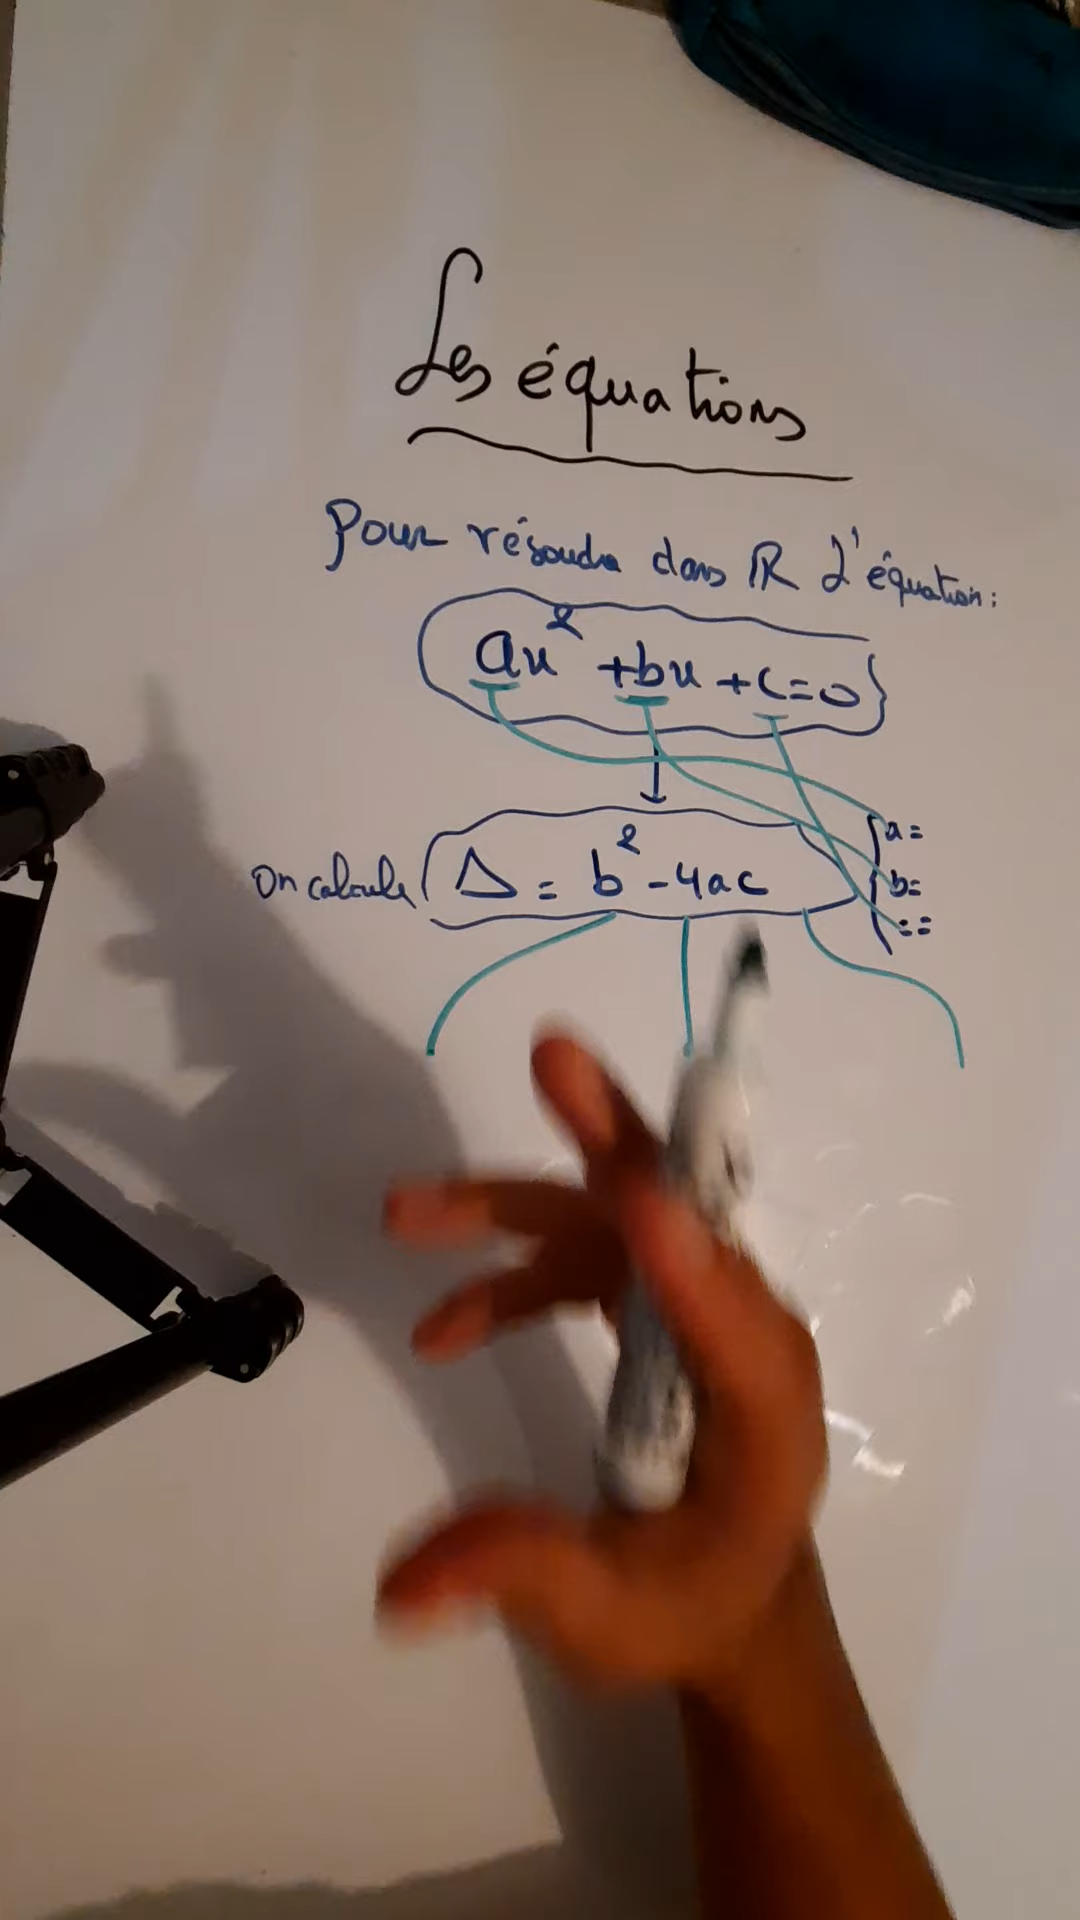 Les équations
Pour résoudre dans ℝ l'équation:
ax² +bx +c=0
a=
b=
On calcule Δ = b² -4ac
c=